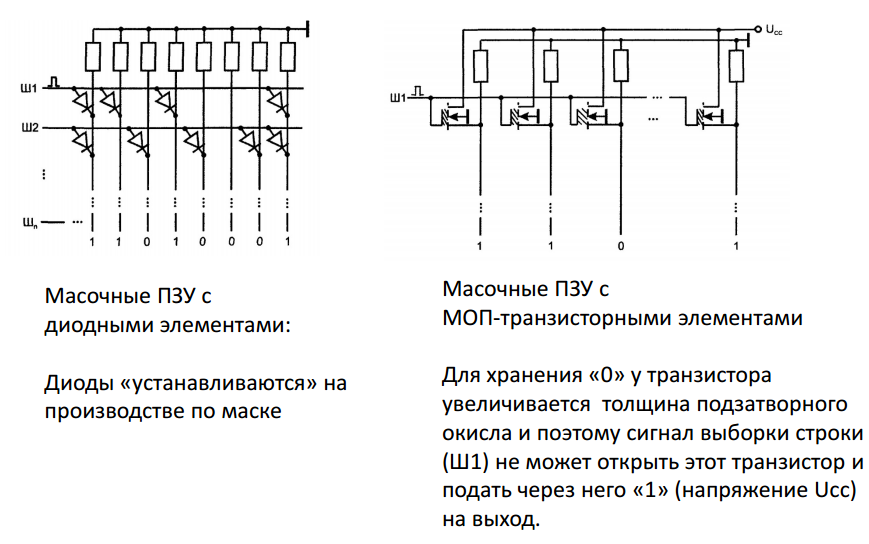 Ш1
Ш2
Шn
1 1 0 1 0 0 0 1
Ucc
Ш1
1 1 0 1
Масочные ПЗУ с
диодными элементами:
Диоды «устанавливаются» на
производстве по маске
Масочные ПЗУ с
МОП-транзисторными элементами
Для хранения «0» у транзистора
увеличивается толщина подзатворного
окисла и поэтому сигнал выборки строки
(Ш1) не может открыть этот транзистор и
подать через него «1» (напряжение Ucc)
на выход.